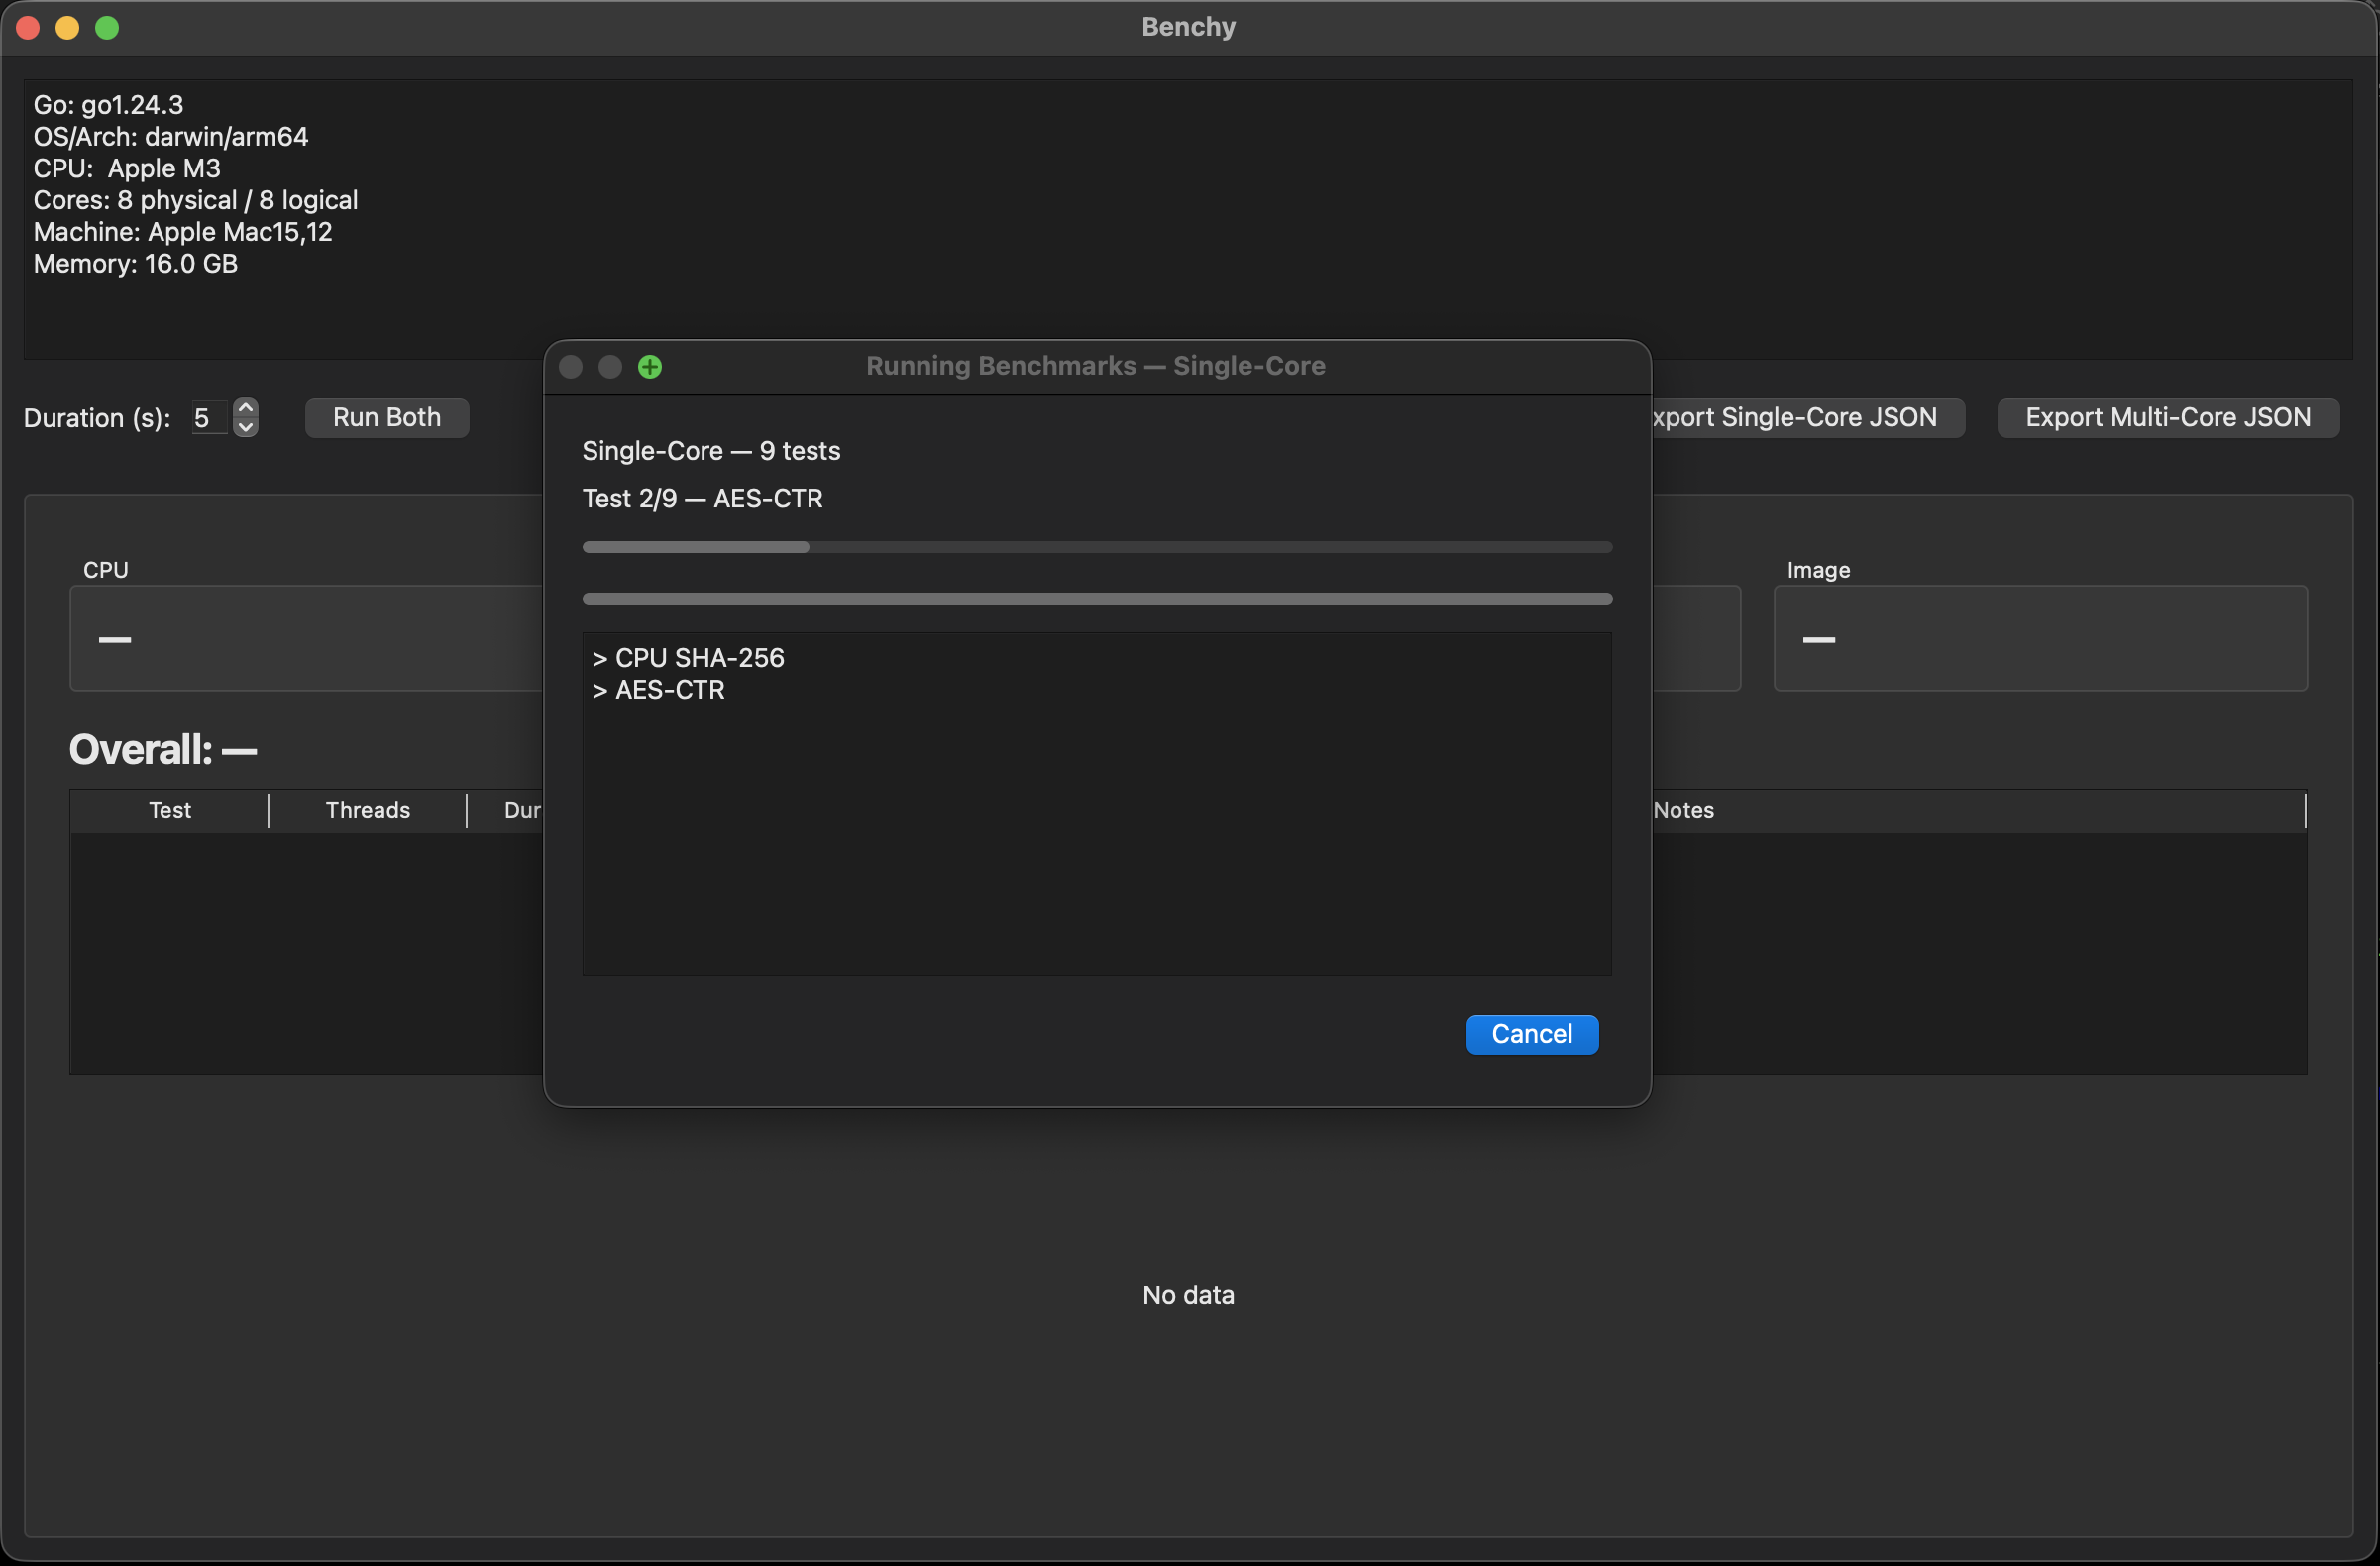 Benchy
Go: go1.24.3
OS/Arch: darwin/arm64
CPU:  Apple M3
Cores: 8 physical / 8 logical
Machine: Apple Mac15,12
Memory: 16.0 GB
Duration (s): 5
Run Both
xport Single-Core JSON
Export Multi-Core JSON
Running Benchmarks — Single-Core
Single-Core — 9 tests
Test 2/9 — AES-CTR
> CPU SHA-256
> AES-CTR
Cancel
CPU
—
Image
—
Overall: —
Test
Threads
Dur
Notes
No data